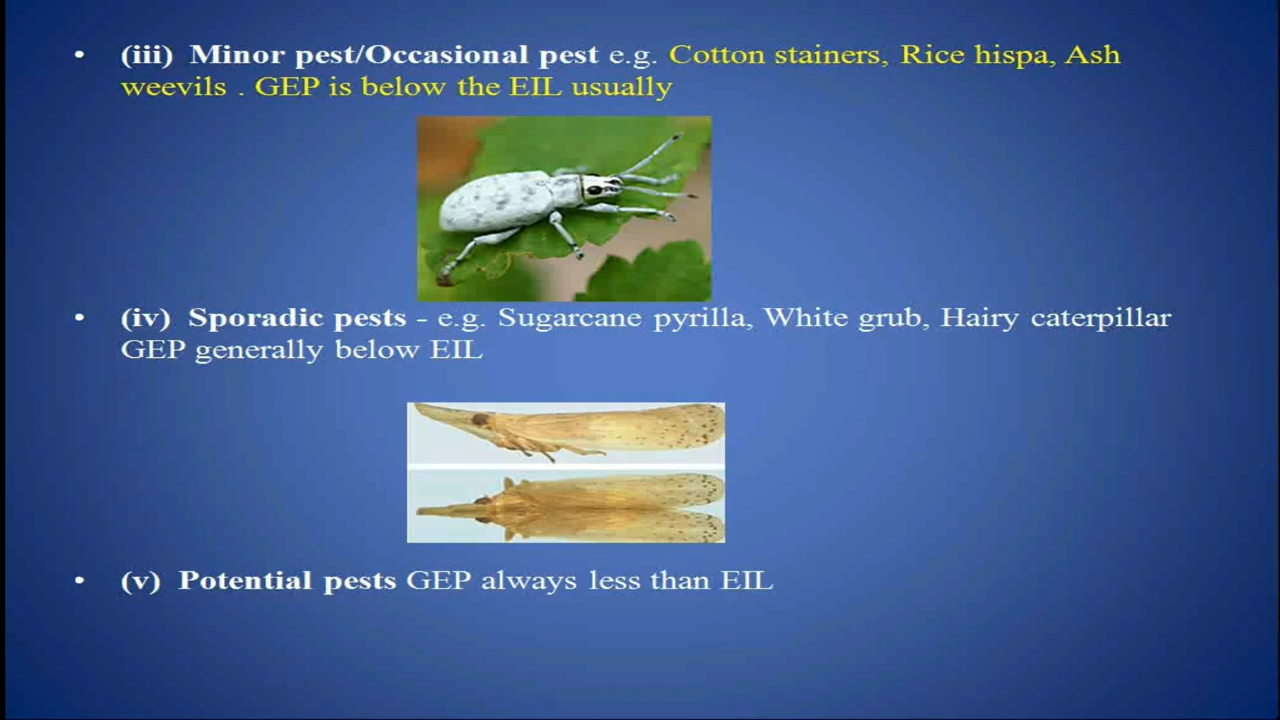 • (iii) Minor pest/Occasional pest e.g. Cotton stainers, Rice hispa, Ash
weevils . GEP is below the EIL usually
• (iv) Sporadic pests - e.g. Sugarcane pyrilla, White grub, Hairy caterpillar
GEP generally below EIL
• (v) Potential pests GEP always less than EIL